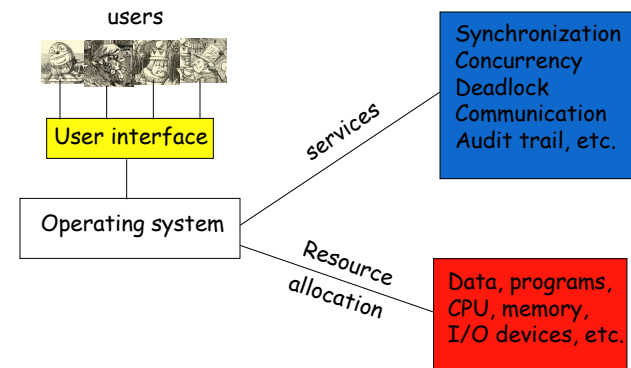 users
User interface
Operating system
services
Resource
allocation
Synchronization
Concurrency
Deadlock
Communication
Audit trail, etc.
Data, programs,
CPU, memory,
I/O devices, etc.